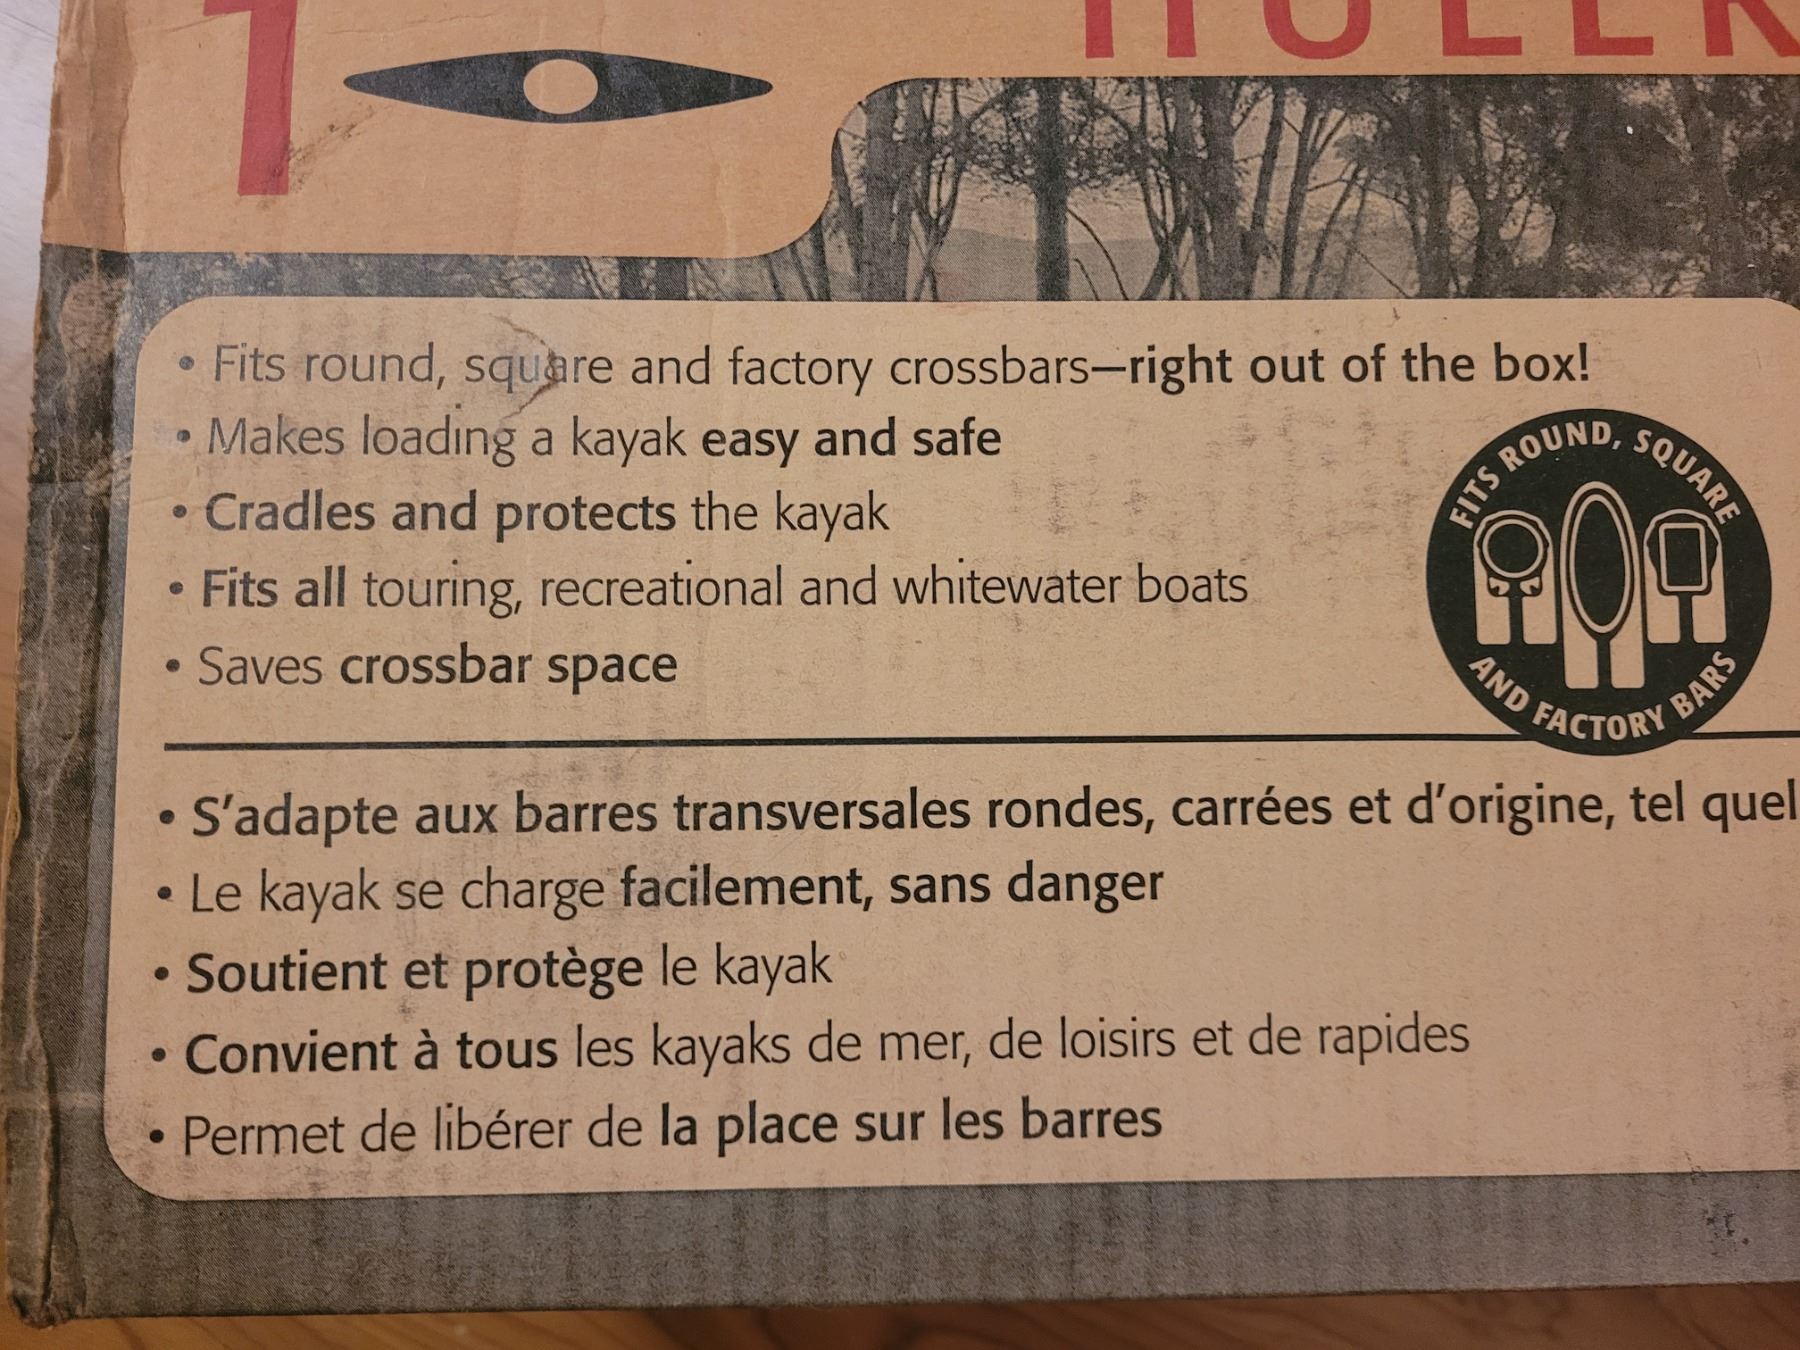 1
• Fits round, square and factory crossbars—right out of the box!
• Makes loading a kayak easy and safe
• Cradles and protects the kayak
• Fits all touring, recreational and whitewater boats
• Saves crossbar space
FITS ROUND, SQUARE
AND FACTORY BARS
• S'adapte aux barres transversales rondes, carrées et d'origine, tel quel
• Le kayak se charge facilement, sans danger
• Soutient et protège le kayak
• Convient à tous les kayaks de mer, de loisirs et de rapides
• Permet de libérer de la place sur les barres